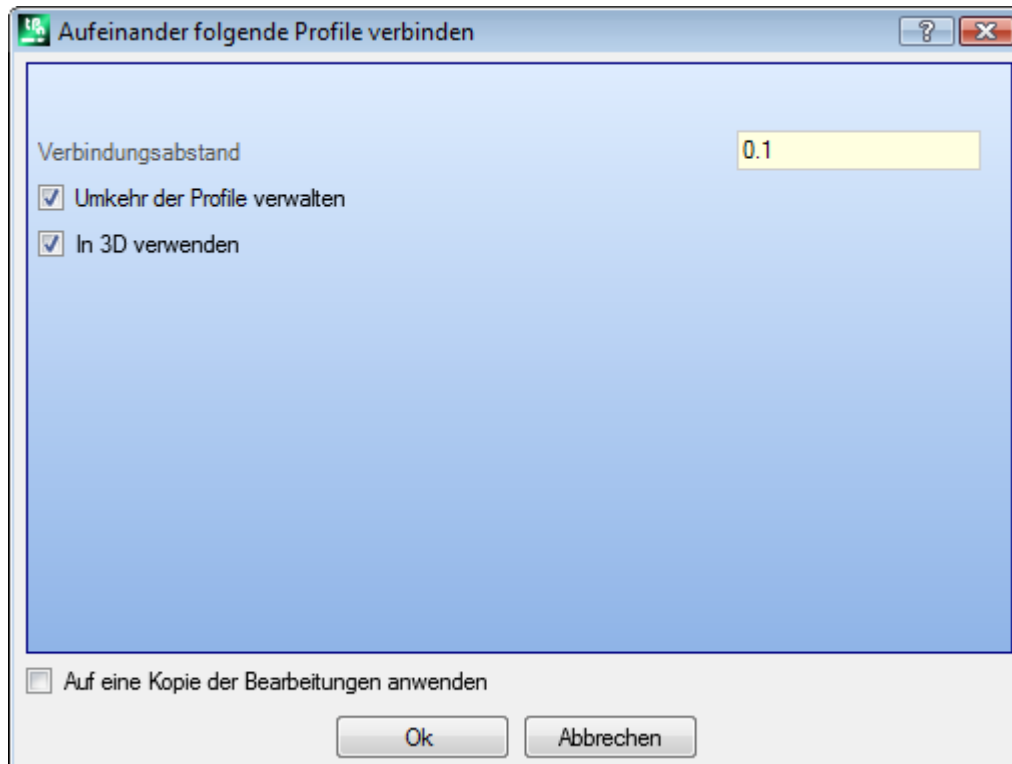 Aufeinander folgende Profile verbinden
Verbindungsabstand 0.1
Umkehr der Profile verwalten
In 3D verwenden
Auf eine Kopie der Bearbeitungen anwenden
Ok Abbrechen